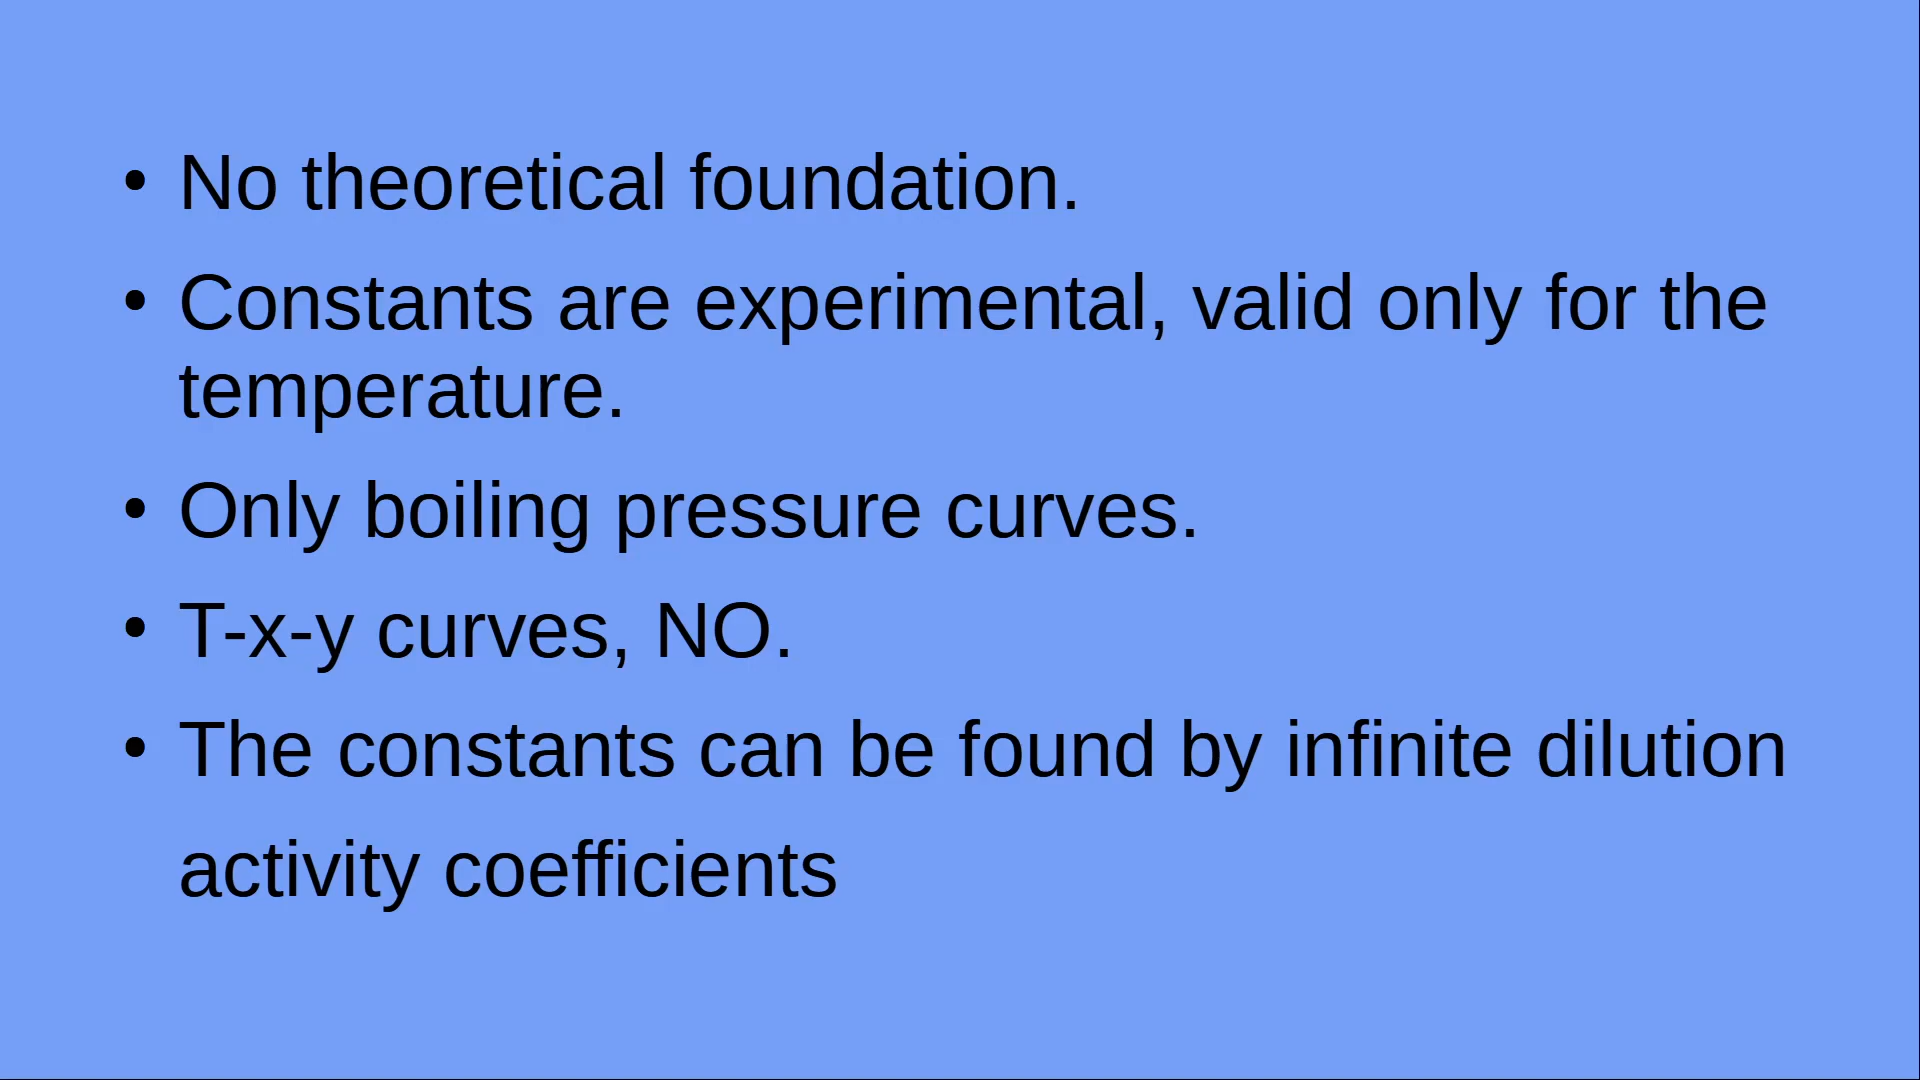 • No theoretical foundation.
• Constants are experimental, valid only for the
temperature.
• Only boiling pressure curves.
• T-x-y curves, NO.
• The constants can be found by infinite dilution
activity coefficients